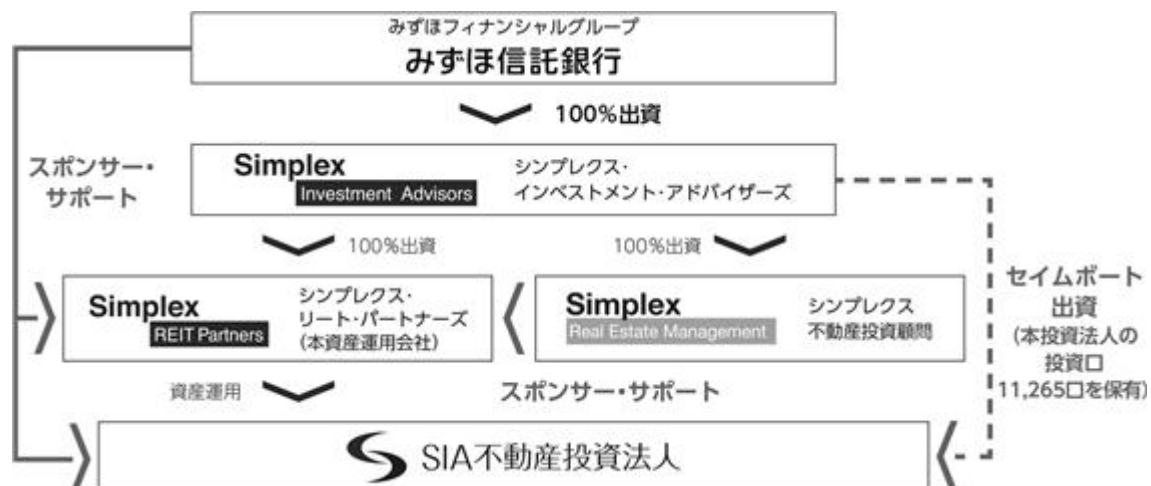 みずほフィナンシャルグループ
みずほ信託銀行
100%出資
スポンサー・
サポート
Simplex
Investment Advisors
シンプレクス・
インベストメント・アドバイザーズ
100%出資
100%出資
Simplex
REIT Partners
シンプレクス・
リート・パートナーズ
(本資産運用会社)
Simplex
Real Estate Management
シンプレクス
不動産投資顧問
セイムボート
出資
(本投資法人の
投資口
11,265口を保有)
資産運用
スポンサー・サポート
SIA不動産投資法人